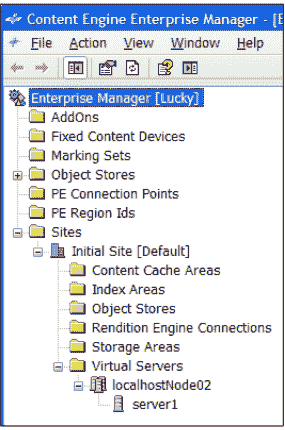 Content Engine Enterprise Manager - [E
File Action View Window Help
Enterprise Manager [Lucky]
AddOns
Fixed Content Devices
Marking Sets
Object Stores
PE Connection Points
PE Region Ids
Sites
Initial Site [Default]
Content Cache Areas
Index Areas
Object Stores
Rendition Engine Connections
Storage Areas
Virtual Servers
localhostNode02
server1